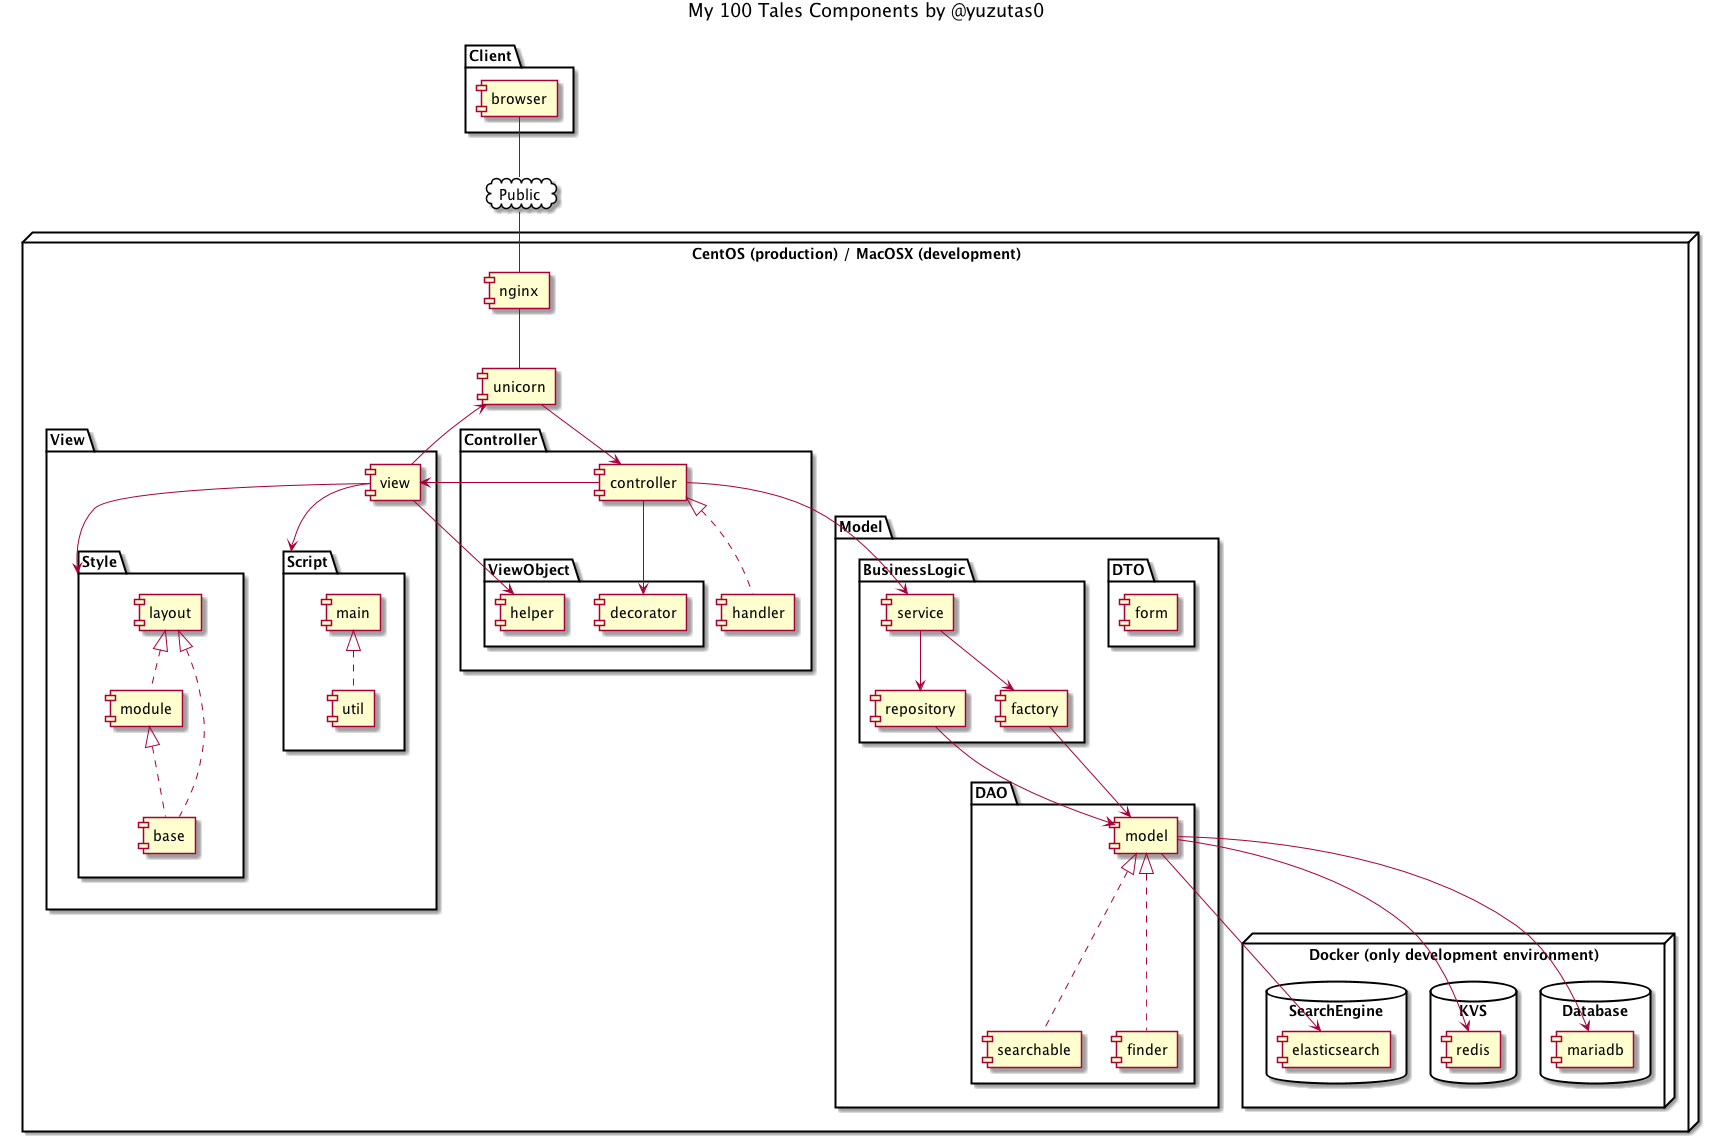 My 100 Tales Components by @yuzutas0
Client
browser
Public
CentOS (production) / MacOSX (development)
nginx
unicorn
View
view
Style
layout
module
base
Script
main
util
Controller
controller
ViewObject
helper
decorator
handler
Model
BusinessLogic
service
repository
factory
DTO
form
DAO
model
searchable
finder
Docker (only development environment)
SearchEngine
elasticsearch
KVS
redis
Database
mariadb